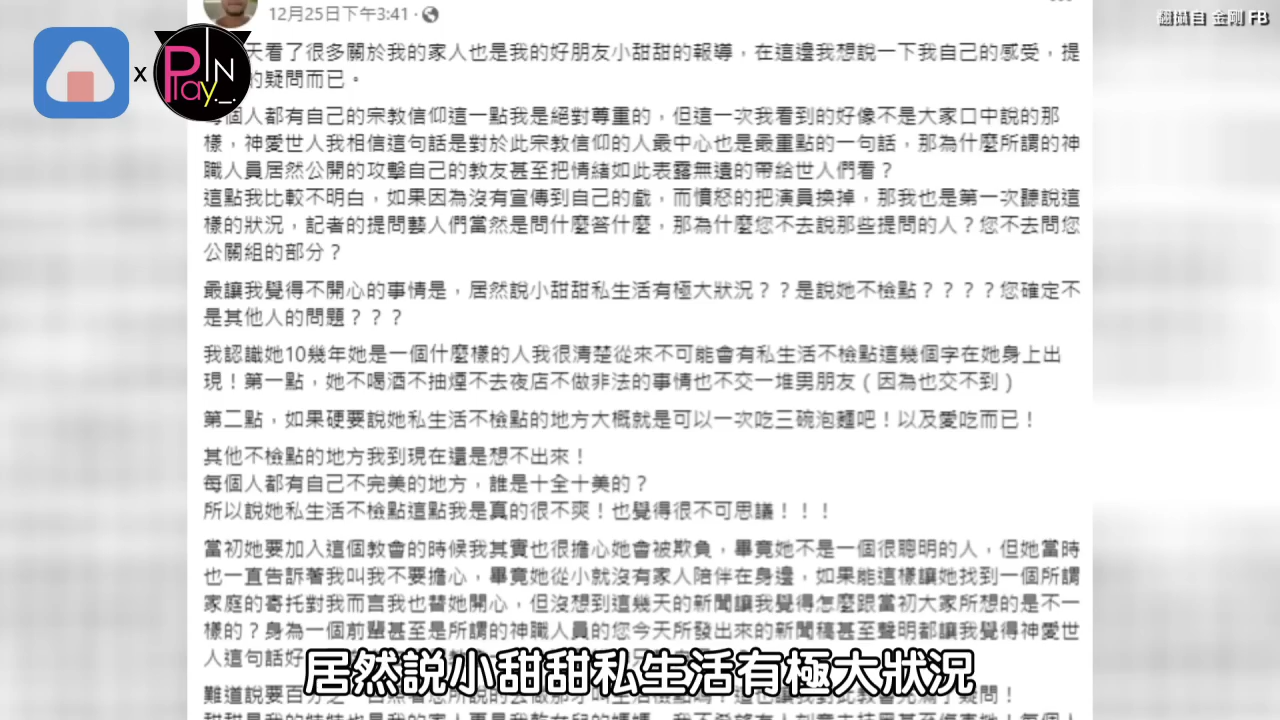 12月25日下午3:41
翻攝自 金剛 FB
x
PlayIN
天看了很多關於我的家人也是我的好朋友小甜甜的報導，在這邊我想說一下我自己的感受，提
的疑問而已。
個人都有自己的宗教信仰這一點我是絕對尊重的，但這一次我看到的好像不是大家口中說的那
樣，神愛世人我相信這句話是對於此宗教信仰的人最中心也是最重點的一句話，那為什麼所謂的神
職人員居然公開的攻擊自己的教友甚至把情緒如此表露無遺的帶給世人們看？
這點我比較不明白，如果因為沒有宣傳到自己的戲，而憤怒的把演員換掉，那我也是第一次聽說這
樣的狀況，記者的提問藝人們當然是問什麼答什麼，那為什麼您不去說那些提問的人？您不去問您
公關組的部分？
最讓我覺得不開心的事情是，居然說小甜甜私生活有極大狀況？？是說她不檢點？？？？您確定不
是其他人的問題？？？
我認識她10幾年她是一個什麼樣的人我很清楚從來不可能會有私生活不檢點這幾個字在她身上出
現！第一點，她不喝酒不抽煙不去夜店不做非法的事情也不交一堆男朋友（因為也交不到）
第二點，如果硬要說她私生活不檢點的地方大概就是可以一次吃三碗泡麵吧！以及愛吃而已！
其他不檢點的地方我到現在還是想不出來！
每個人都有自己不完美的地方，誰是十全十美的？
所以說她私生活不檢點這點我是真的很不爽！也覺得很不可思議！！！
當初她要加入這個教會的時候我其實也很擔心她會被欺負，畢竟她不是一個很聰明的人，但她當時
也一直告訴著我叫我不要擔心，畢竟她從小就沒有家人陪伴在身邊，如果能這樣讓她找到一個所謂
家庭的寄托對我而言我也替她開心，但沒想到這幾天的新聞讓我覺得怎麼跟當初大家所想的是不一
樣的？身為一個前輩甚至是所謂的神職人員的您今天所發出來的新聞稿甚至聲明都讓我覺得神愛世
人這句話好
居然説小甜甜私生活有極大狀況
難道說要百分之